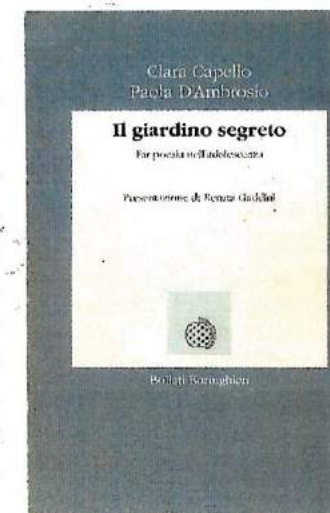 Clara Capello
Paola D'Ambrosio
Il giardino segreto
Far poesia nell'adolescenza
Presentazione di Renata Gaddini
Bollati Boringhieri